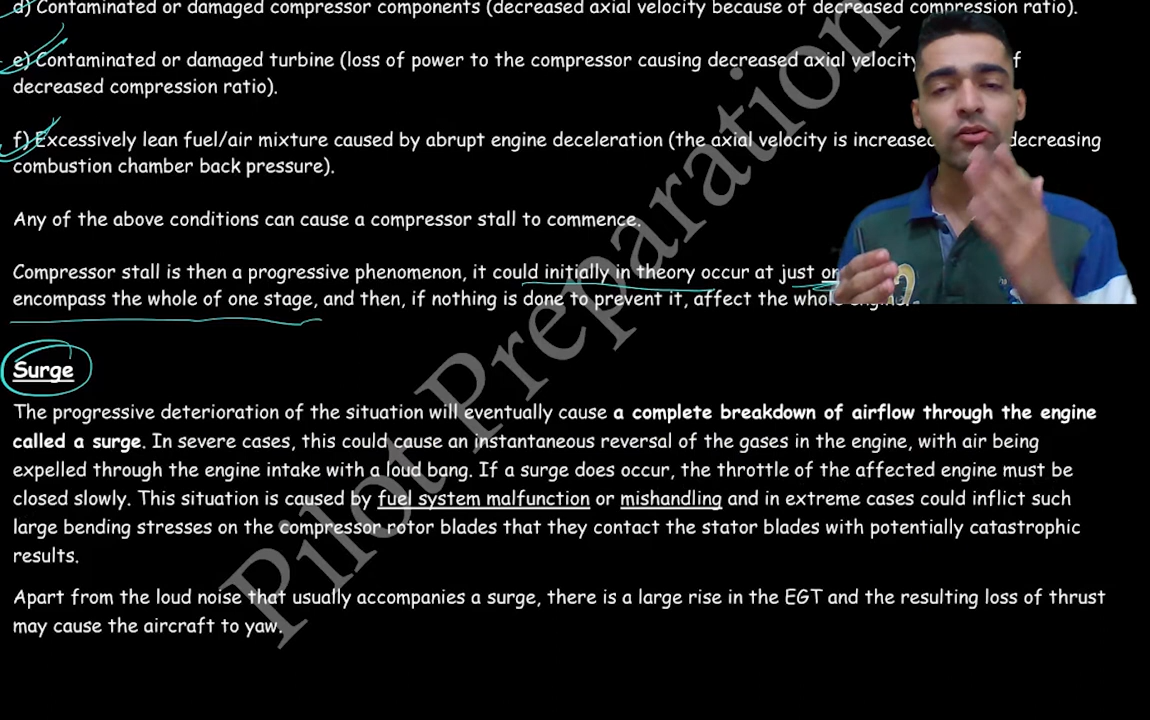 d) Contaminated or damaged compressor components (decreased axial velocity because of decreased compression ratio).
e) Contaminated or damaged turbine (loss of power to the compressor causing decreased axial velocity f
decreased compression ratio).
f) Excessively lean fuel/air mixture caused by abrupt engine deceleration (the axial velocity is increased decreasing
combustion chamber back pressure).
Any of the above conditions can cause a compressor stall to commence.
Compressor stall is then a progressive phenomenon, it could initially in theory occur at just
encompass the whole of one stage, and then, if nothing is done to prevent it, affect the whole engine.
Surge
The progressive deterioration of the situation will eventually cause a complete breakdown of airflow through the engine
called a surge. In severe cases, this could cause an instantaneous reversal of the gases in the engine, with air being
expelled through the engine intake with a loud bang. If a surge does occur, the throttle of the affected engine must be
closed slowly. This situation is caused by fuel system malfunction or mishandling and in extreme cases could inflict such
large bending stresses on the compressor rotor blades that they contact the stator blades with potentially catastrophic
results.
Apart from the loud noise that usually accompanies a surge, there is a large rise in the EGT and the resulting loss of thrust
may cause the aircraft to yaw.
Pilot Preparation